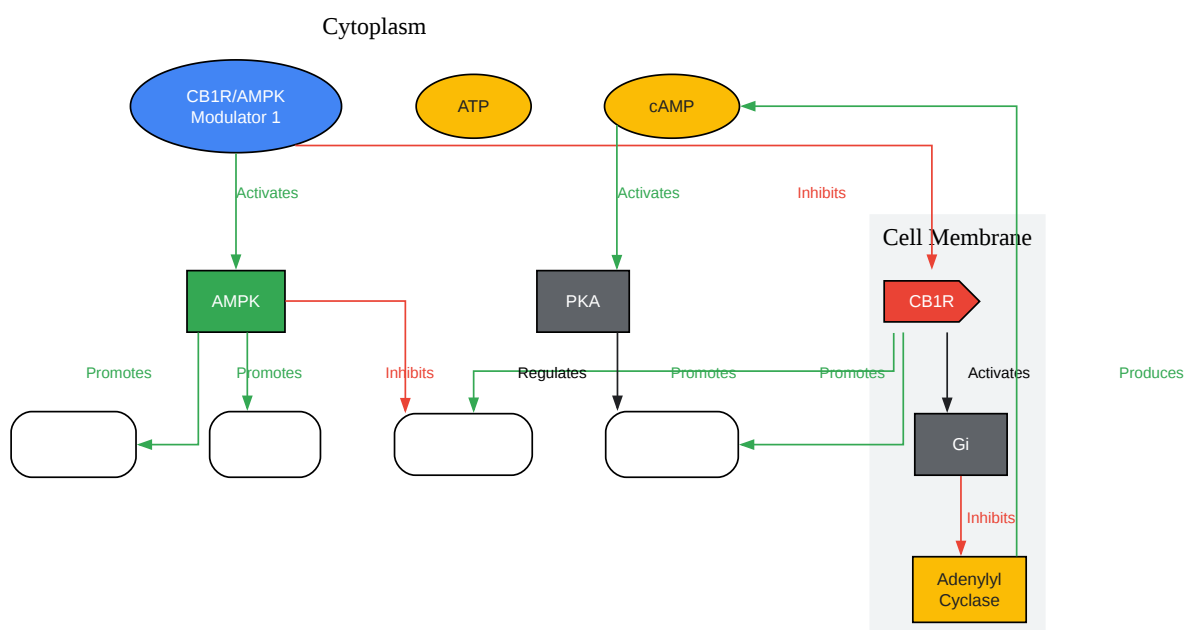 Cytoplasm
CB1R/AMPK
Modulator 1
ATP
cAMP
Activates
Activates
Inhibits
Cell Membrane
AMPK
PKA
CB1R
Promotes
Promotes
Inhibits
Regulates
Promotes
Promotes
Activates
Produces
Gi
Inhibits
Adenylyl
Cyclase